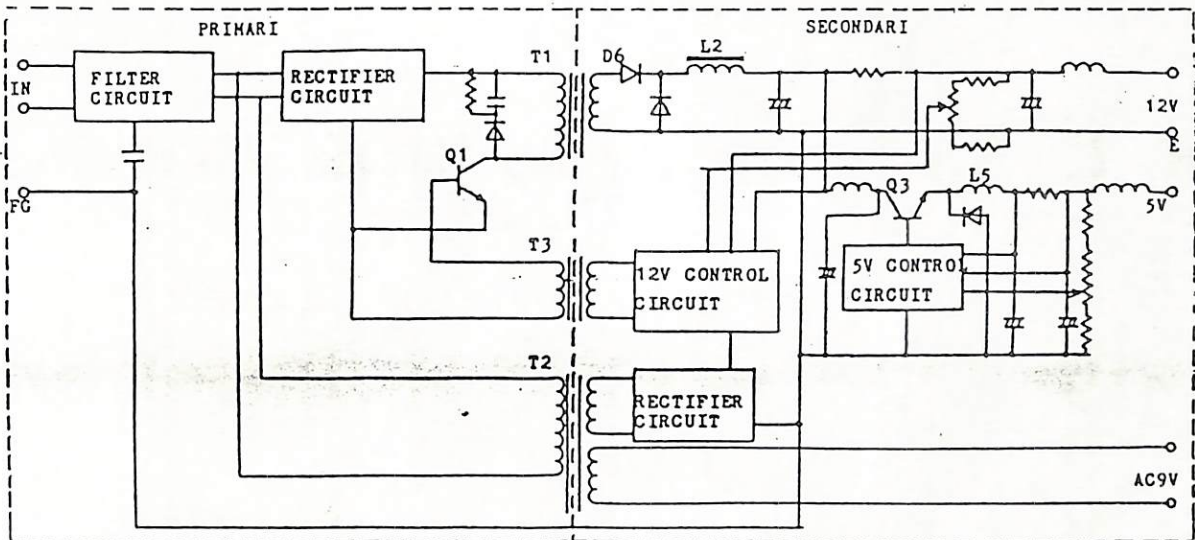 PRIMARI
SECONDARI
FILTER
CIRCUIT
RECTIFIER
CIRCUIT
T1
D6
L2
IN
12V
E
Q1
FG
Q3
L5
5V
T3
12V CONTROL
CIRCUIT
5V CONTROL
CIRCUIT
T2
RECTIFIER
CIRCUIT
AC9V